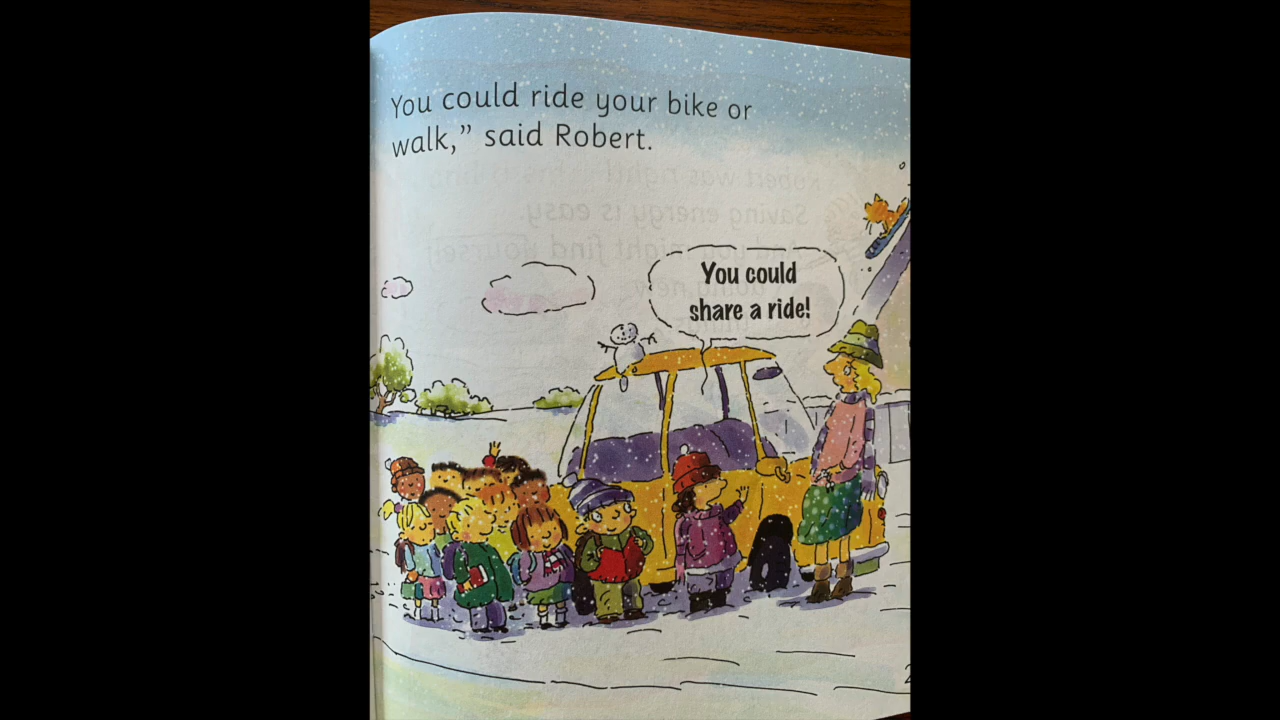 You could ride your bike or
walk,” said Robert.
You could
share a ride!